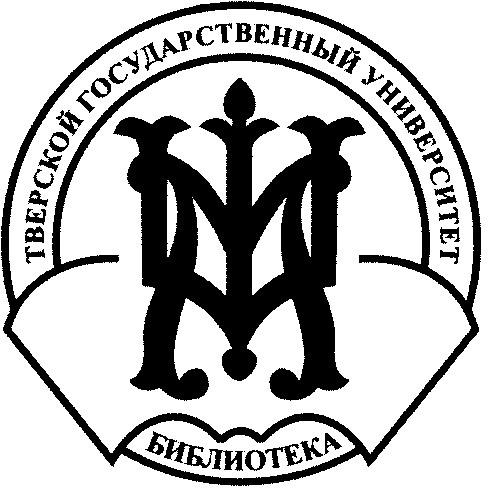 ТВЕРСКОЙ ГОСУДАРСТВЕННЫЙ УНИВЕРСИТЕТ
БИБЛИОТЕКА